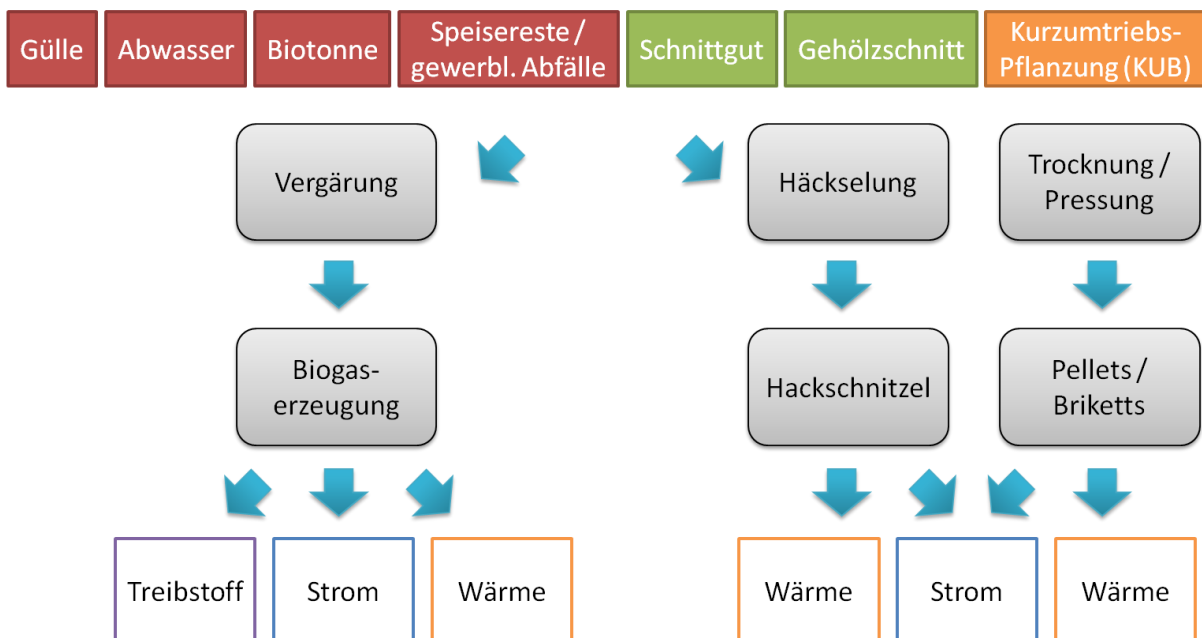 Gülle
Abwasser
Biotonne
Speisereste /
gewerbl. Abfälle
Schnittgut
Gehölzschnitt
Kurzumtriebs-
Pflanzung (KUB)
Vergärung
Häckselung
Trocknung /
Pressung
Biogas-
erzeugung
Hackschnitzel
Pellets /
Briketts
Treibstoff
Strom
Wärme
Wärme
Strom
Wärme